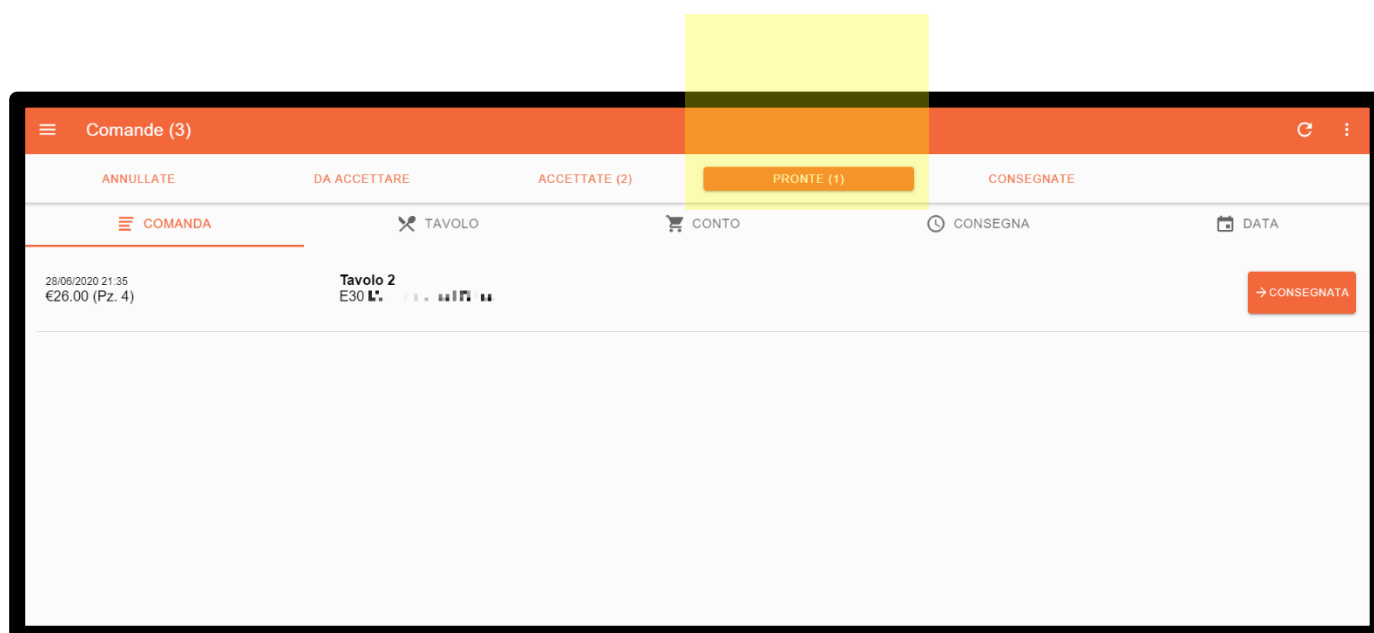 Comande (3)
ANNULLATE DA ACCETTARE ACCETTATE (2) PRONTE (1) CONSEGNATE
COMANDA TAVOLO CONTO CONSEGNA DATA
28/06/2020 21:35
€26.00 (Pz. 4)
Tavolo 2
E30
→CONSEGNATA